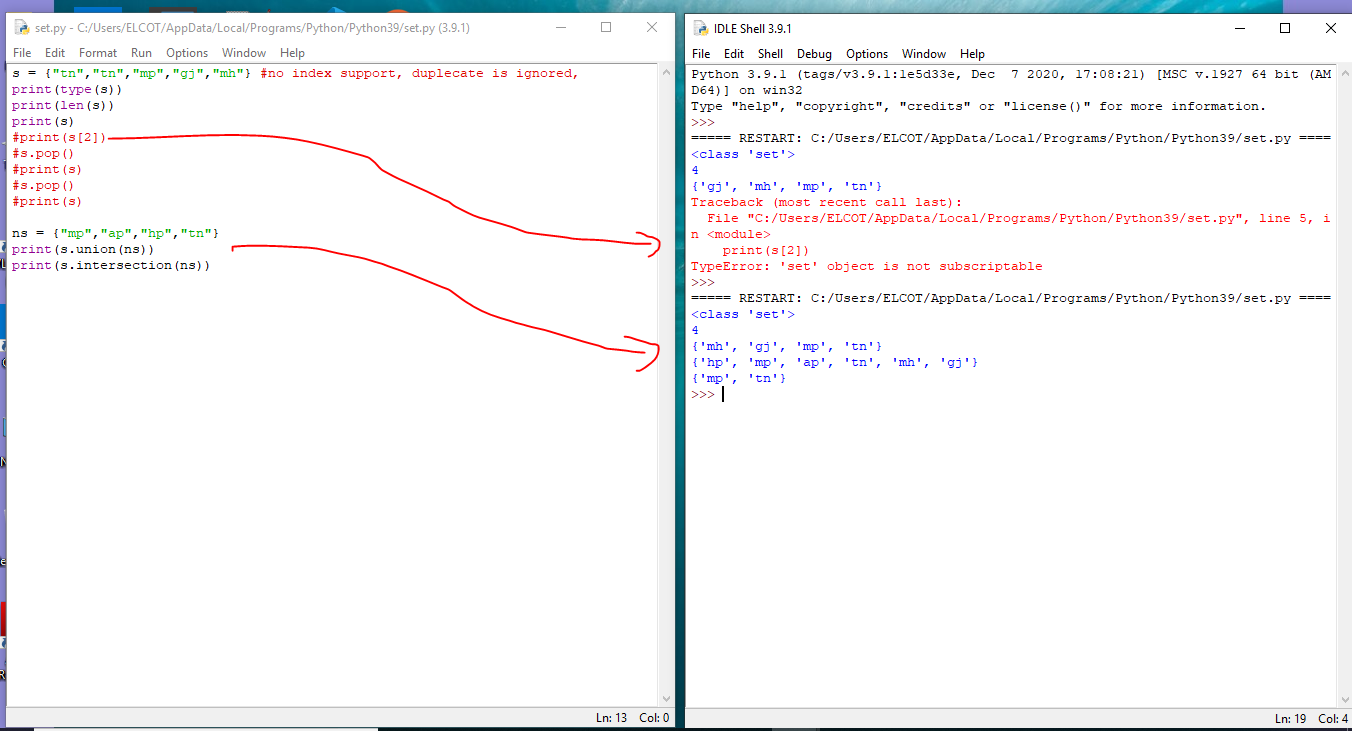 set.py - C:/Users/ELCOT/AppData/Local/Programs/Python/Python39/set.py (3.9.1)
File Edit Format Run Options Window Help
s = {"tn","tn","mp","gj","mh"} #no index support, duplecate is ignored,
print(type(s))
print(len(s))
print(s)
#print(s[2])
#s.pop()
#print(s)
#s.pop()
#print(s)
ns = {"mp","ap","hp","tn"}
print(s.union(ns))
print(s.intersection(ns))
Ln: 13 Col: 0
IDLE Shell 3.9.1
File Edit Shell Debug Options Window Help
Python 3.9.1 (tags/v3.9.1:1e5d33e, Dec  7 2020, 17:08:21) [MSC v.1927 64 bit (AM
D64)] on win32
Type "help", "copyright", "credits" or "license()" for more information.
>>>
===== RESTART: C:/Users/ELCOT/AppData/Local/Programs/Python/Python39/set.py ====
<class 'set'>
4
{'gj', 'mh', 'mp', 'tn'}
Traceback (most recent call last):
  File "C:/Users/ELCOT/AppData/Local/Programs/Python/Python39/set.py", line 5, i
n <module>
    print(s[2])
TypeError: 'set' object is not subscriptable
>>>
===== RESTART: C:/Users/ELCOT/AppData/Local/Programs/Python/Python39/set.py ====
<class 'set'>
4
{'mh', 'gj', 'mp', 'tn'}
{'hp', 'mp', 'ap', 'tn', 'mh', 'gj'}
{'mp', 'tn'}
>>>
Ln: 19 Col: 4